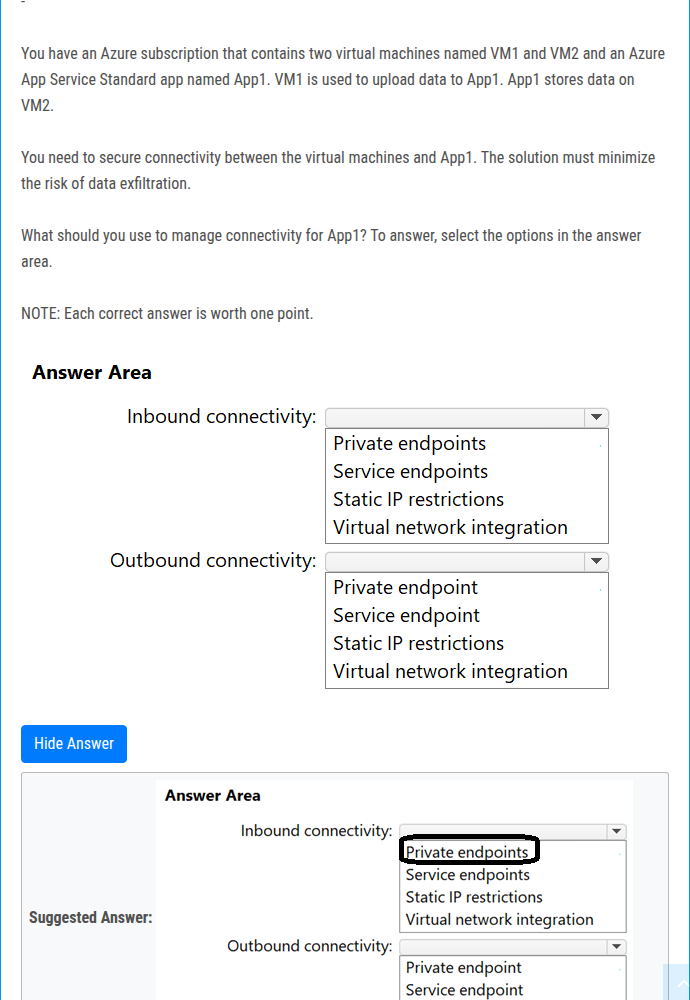 -
You have an Azure subscription that contains two virtual machines named VM1 and VM2 and an Azure
App Service Standard app named App1. VM1 is used to upload data to App1. App1 stores data on
VM2.
You need to secure connectivity between the virtual machines and App1. The solution must minimize
the risk of data exfiltration.
What should you use to manage connectivity for App1? To answer, select the options in the answer
area.
NOTE: Each correct answer is worth one point.
Answer Area
Inbound connectivity:
Private endpoints
Service endpoints
Static IP restrictions
Virtual network integration
Outbound connectivity:
Private endpoint
Service endpoint
Static IP restrictions
Virtual network integration
Hide Answer
Suggested Answer:
Answer Area
Inbound connectivity:
Private endpoints
Service endpoints
Static IP restrictions
Virtual network integration
Outbound connectivity:
Private endpoint
Service endpoint